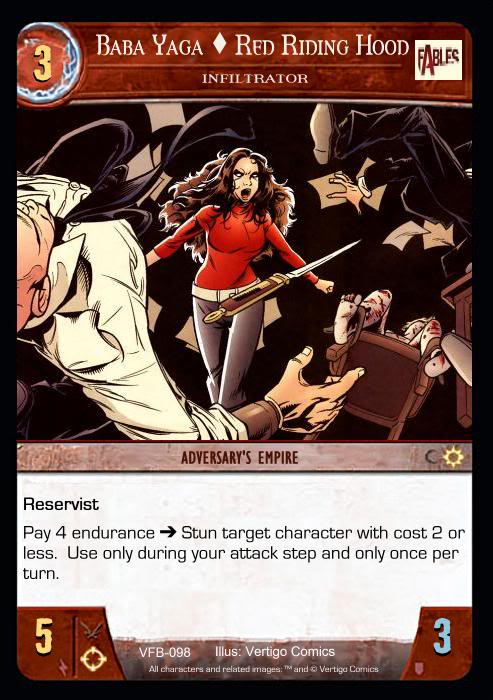 3
BABA YAGA ♦ RED RIDING HOOD
FABLES
INFILTRATOR
ADVERSARY'S EMPIRE
Reservist
Pay 4 endurance ➔ Stun target character with cost 2 or
less. Use only during your attack step and only once per
turn.
5
VFB-098 Illus: Vertigo Comics
3
All characters and related images: ™ and © Vertigo Comics